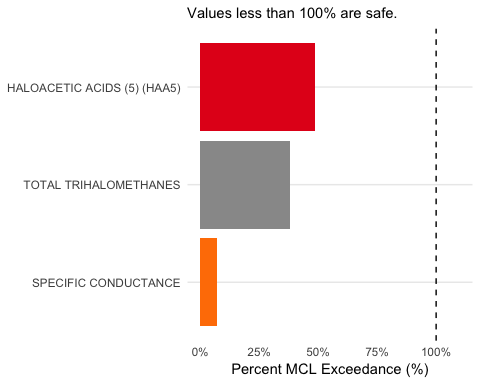 Values less than 100% are safe.
HALOACETIC ACIDS (5) (HAA5)
TOTAL TRIHALOMETHANES
SPECIFIC CONDUCTANCE
0% 25% 50% 75% 100%
Percent MCL Exceedance (%)